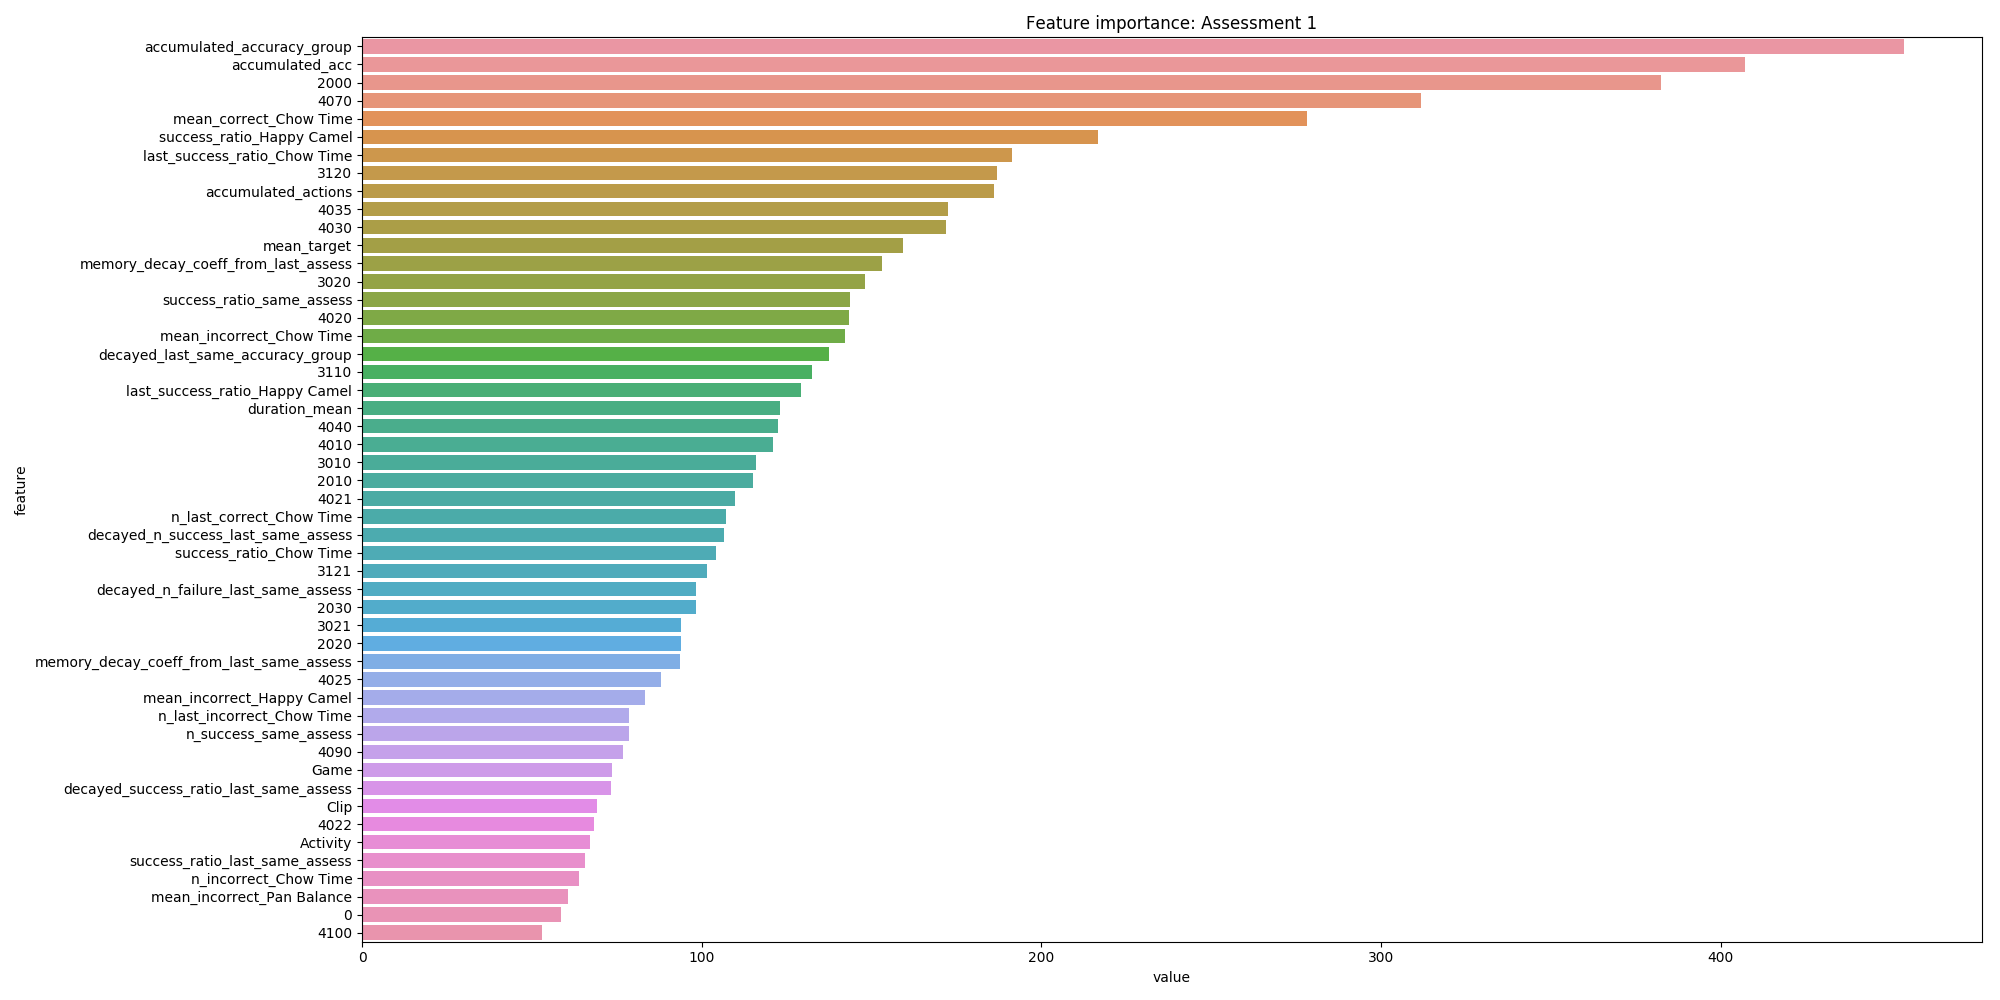 Feature importance: Assessment 1
accumulated_accuracy_group
accumulated_acc
2000
4070
mean_correct_Chow Time
success_ratio_Happy Camel
last_success_ratio_Chow Time
3120
accumulated_actions
4035
4030
mean_target
memory_decay_coeff_from_last_assess
3020
success_ratio_same_assess
4020
mean_incorrect_Chow Time
decayed_last_same_accuracy_group
3110
last_success_ratio_Happy Camel
duration_mean
4040
4010
3010
2010
4021
n_last_correct_Chow Time
decayed_n_success_last_same_assess
success_ratio_Chow Time
3121
decayed_n_failure_last_same_assess
2030
3021
2020
memory_decay_coeff_from_last_same_assess
4025
mean_incorrect_Happy Camel
n_last_incorrect_Chow Time
n_success_same_assess
4090
Game
decayed_success_ratio_last_same_assess
Clip
4022
Activity
success_ratio_last_same_assess
n_incorrect_Chow Time
mean_incorrect_Pan Balance
0
4100
feature
0 100 200 300 400
value